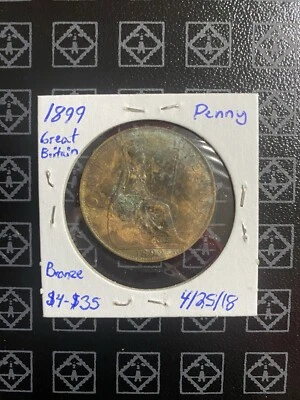 1899 Penny
Great
Britain
Bronze
$4-$35 4/25/18